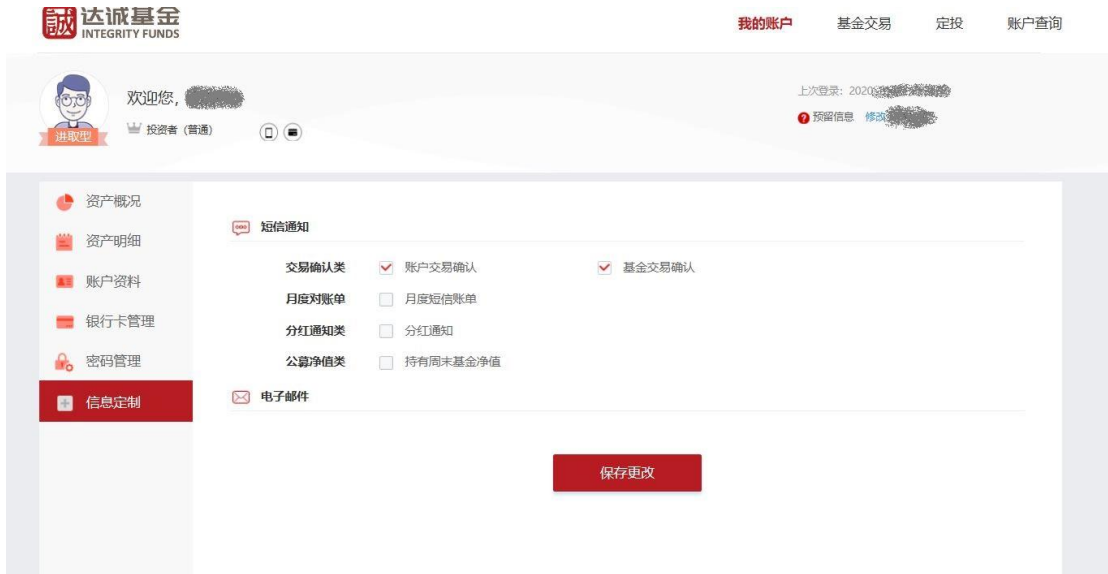 誠 达诚基金
INTEGRITY FUNDS
我的账户 基金交易 定投 账户查询
欢迎您,
上次登录：2020
投资者（普通）
? 预留信息 修改
进取型
资产概况
资产明细
账户资料
银行卡管理
密码管理
信息定制
短信通知
交易确认类 账户交易确认 基金交易确认
月度对账单 月度短信账单
分红通知类 分红通知
公募净值类 持有周末基金净值
电子邮件
保存更改